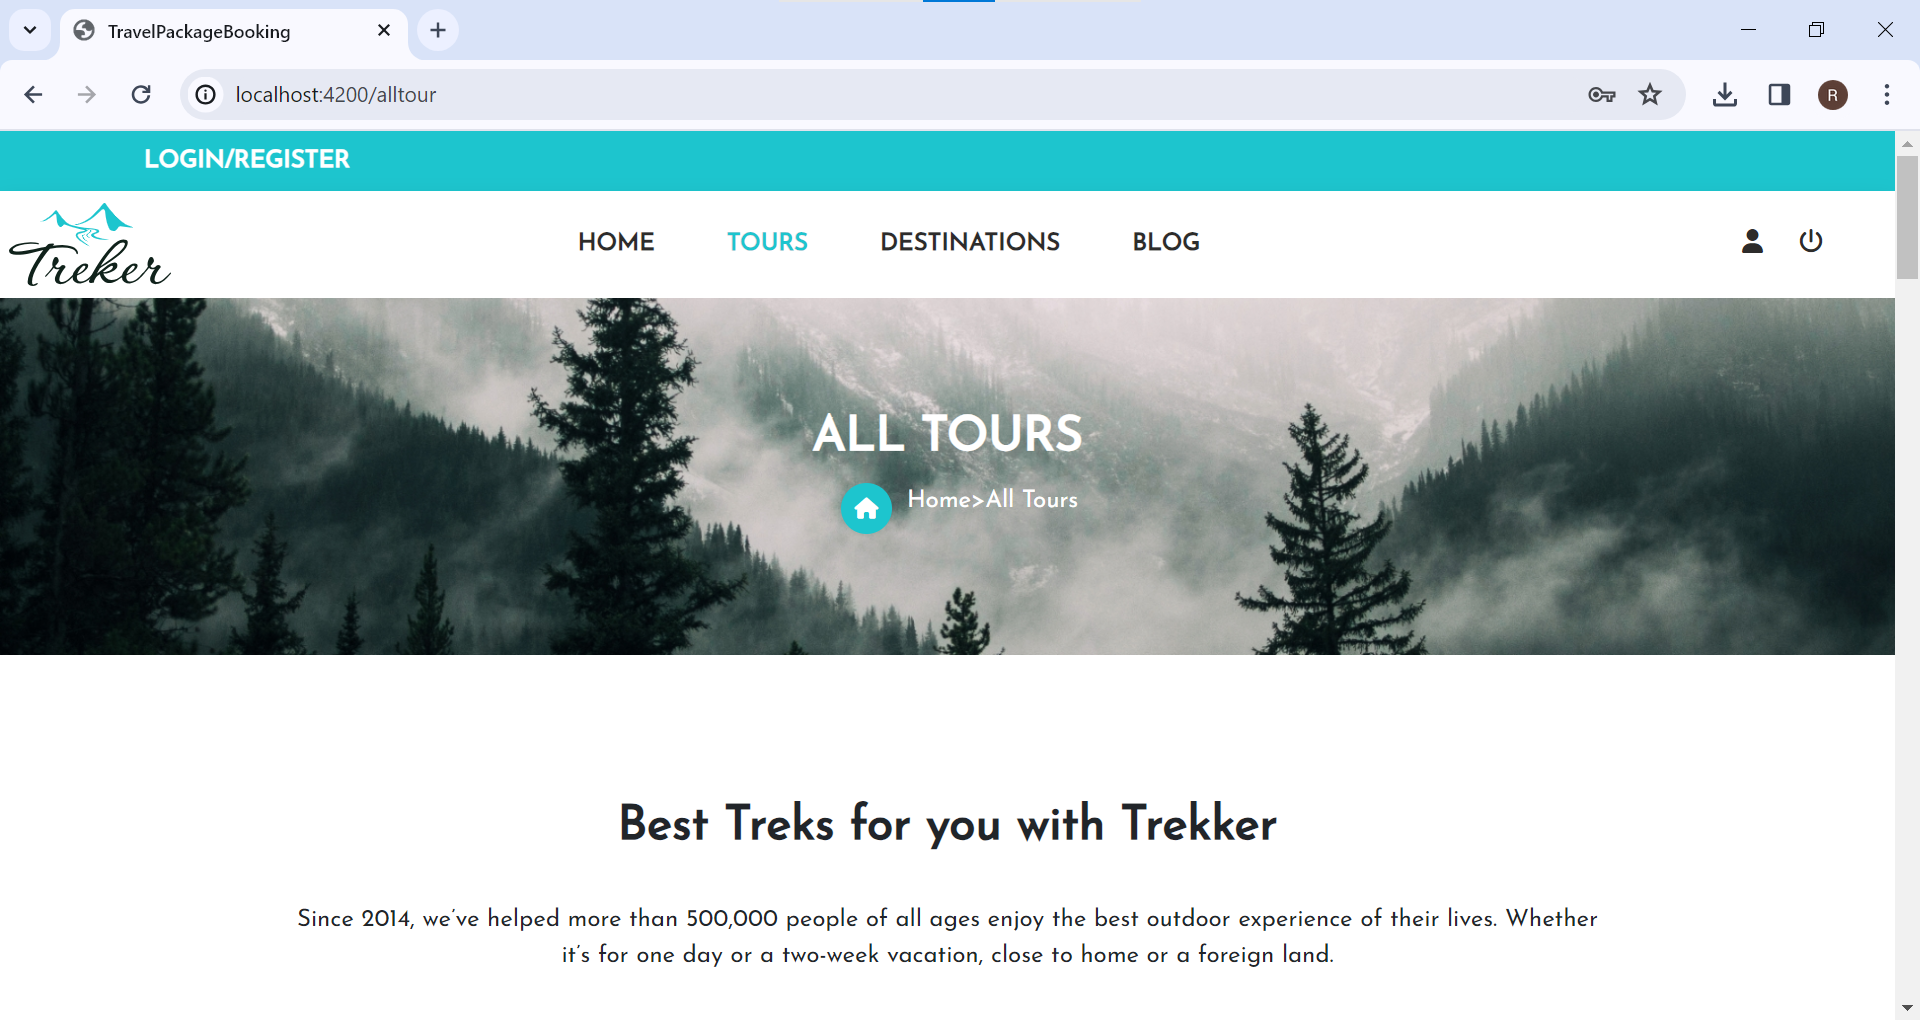 TravelPackageBooking
localhost:4200/alltour
R
LOGIN/REGISTER
Treker
HOME TOURS DESTINATIONS BLOG
ALL TOURS
Home>All Tours
Best Treks for you with Trekker
Since 2014, we've helped more than 500,000 people of all ages enjoy the best outdoor experience of their lives. Whether
it's for one day or a two-week vacation, close to home or a foreign land.